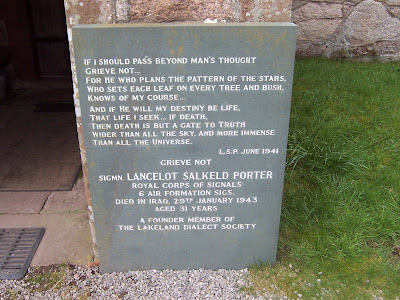 IF I SHOULD PASS BEYOND MAN'S THOUGHT
GRIEVE NOT...
FOR HE WHO PLANS THE PATTERN OF THE STARS,
WHO SETS EACH LEAF ON EVERY TREE AND BUSH,
KNOWS OF MY COURSE...
AND IF HE WILL MY DESTINY BE LIFE,
THAT LIFE I SEEK... IF DEATH,
THEN DEATH IS BUT A GATE TO TRUTH
WIDER THAN ALL THE SKY, AND MORE IMMENSE
THAN ALL THE UNIVERSE.
L.S.P. JUNE 1941
GRIEVE NOT
SIGMN. LANCELOT SALKELD PORTER
ROYAL CORPS OF SIGNALS
6 AIR FORMATION SIGS.
DIED IN IRAQ, 29TH JANUARY 1943
AGED 31 YEARS
A FOUNDER MEMBER OF
THE LAKELAND DIALECT SOCIETY